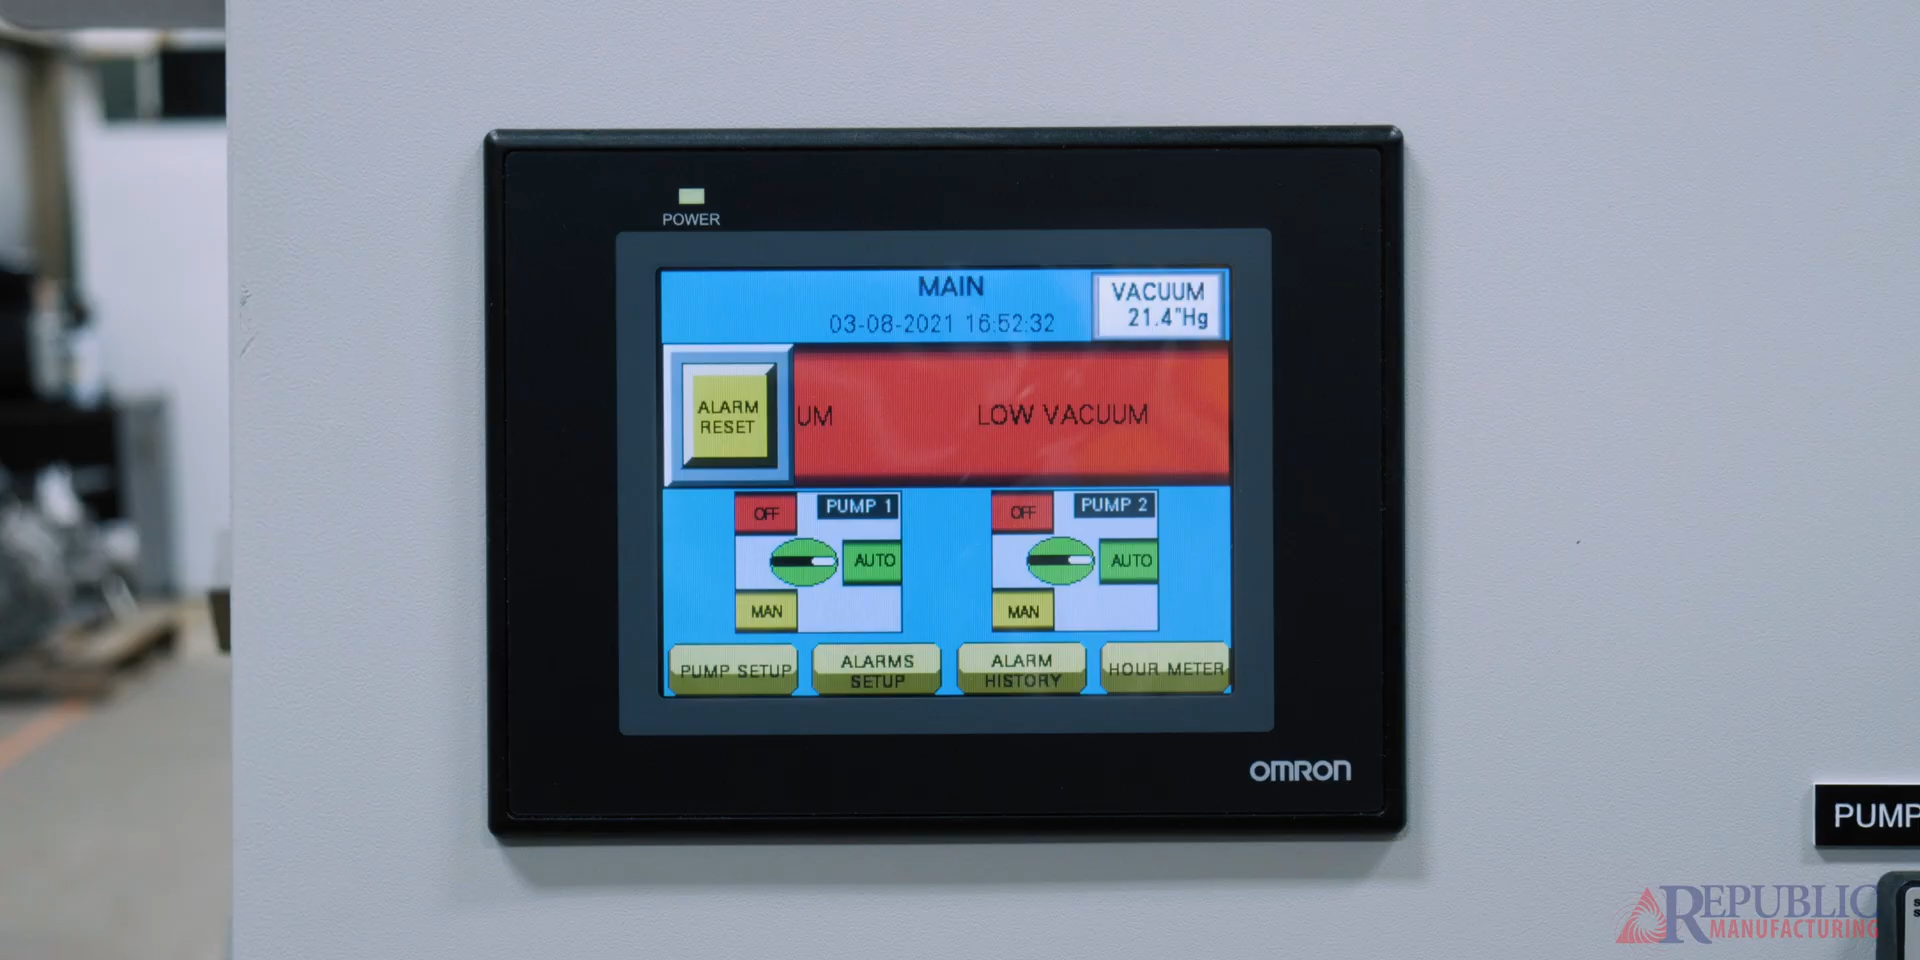 POWER
MAIN
03-08-2021 16:52:32
VACUUM
21.4"Hg
ALARM
RESET
UM LOW VACUUM
OFF
PUMP 1
AUTO
MAN
OFF
PUMP 2
AUTO
MAN
PUMP SETUP
ALARMS
SETUP
ALARM
HISTORY
HOUR METER
OMRON
PUMP
REPUBLIC
MANUFACTURING